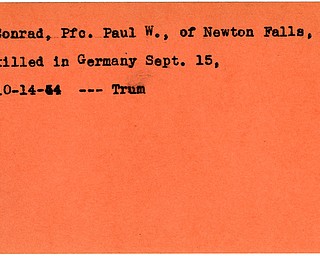 Conrad, Pfc. Paul W., of Newton Falls,
killed in Germany Sept. 15,
10-14-44 --- Trum